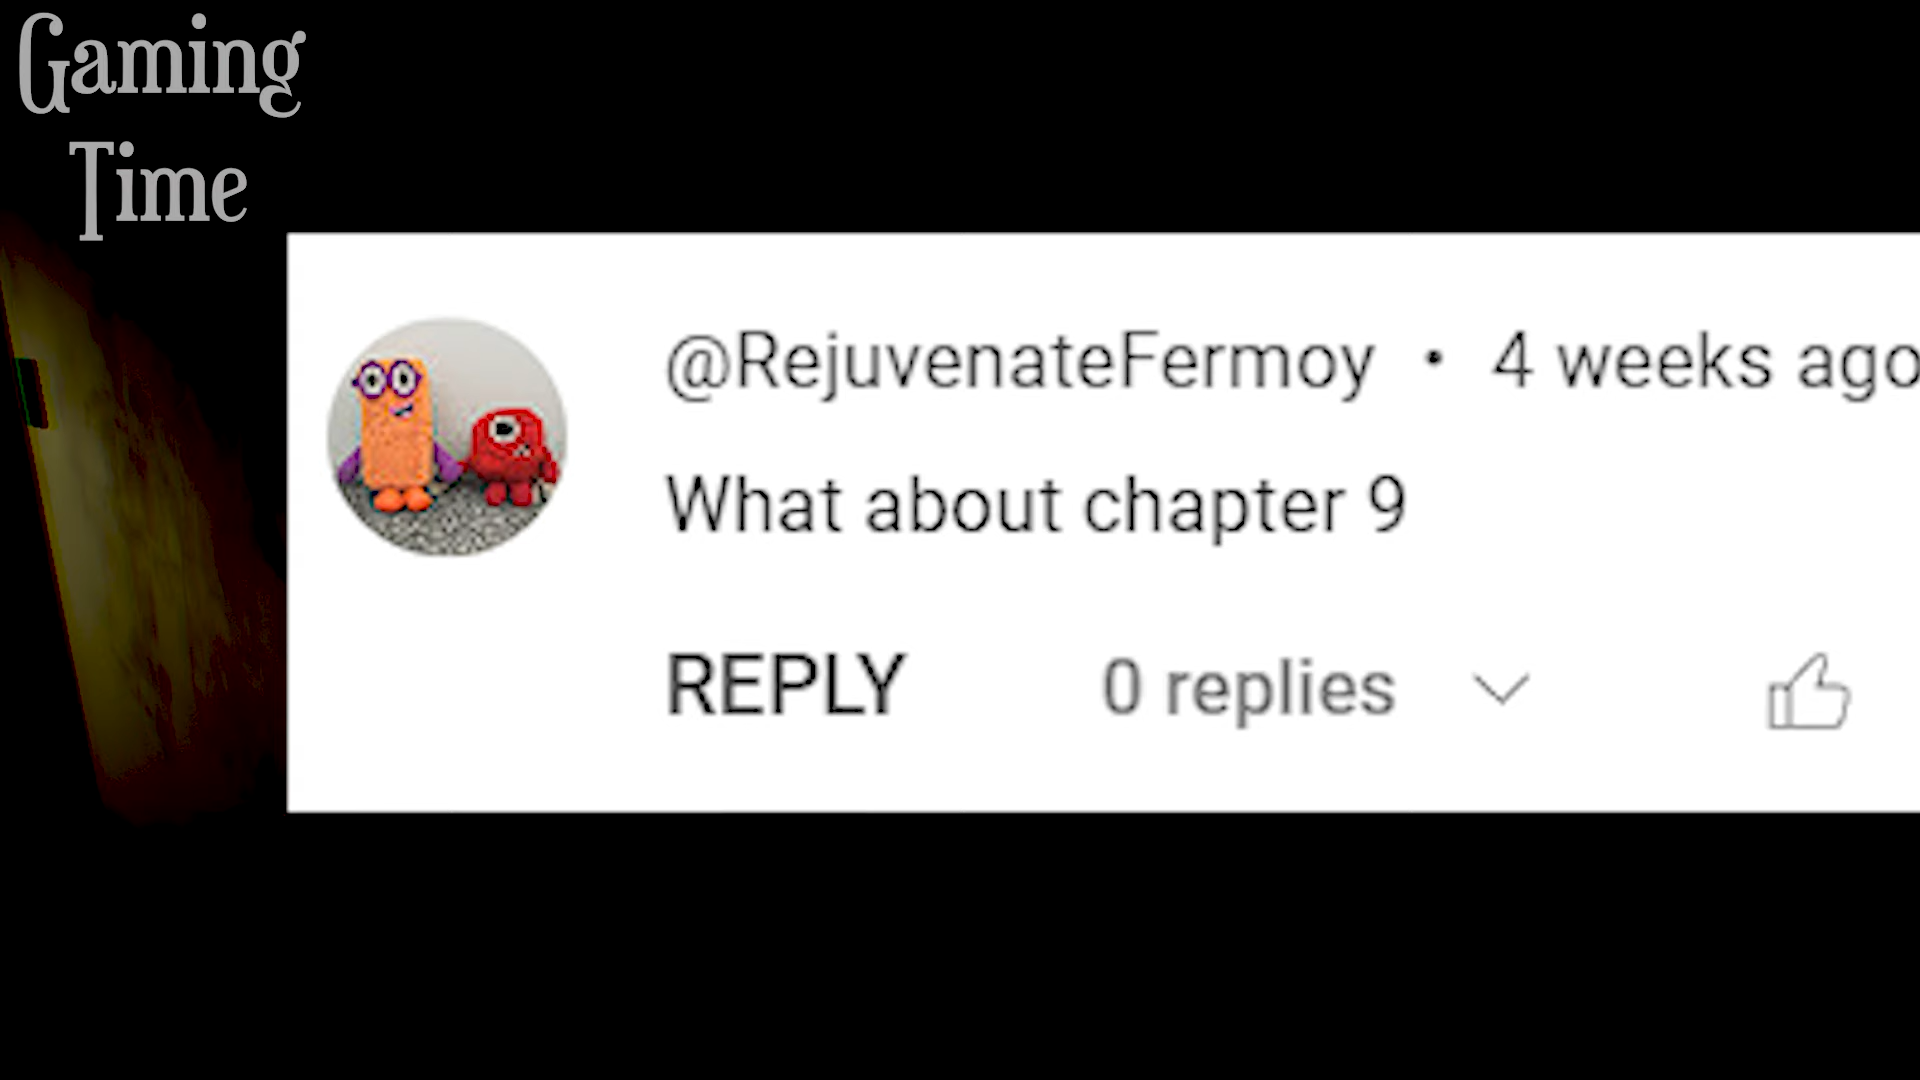 Gaming
Time
@RejuvenateFermoy • 4 weeks ago
What about chapter 9
REPLY 0 replies